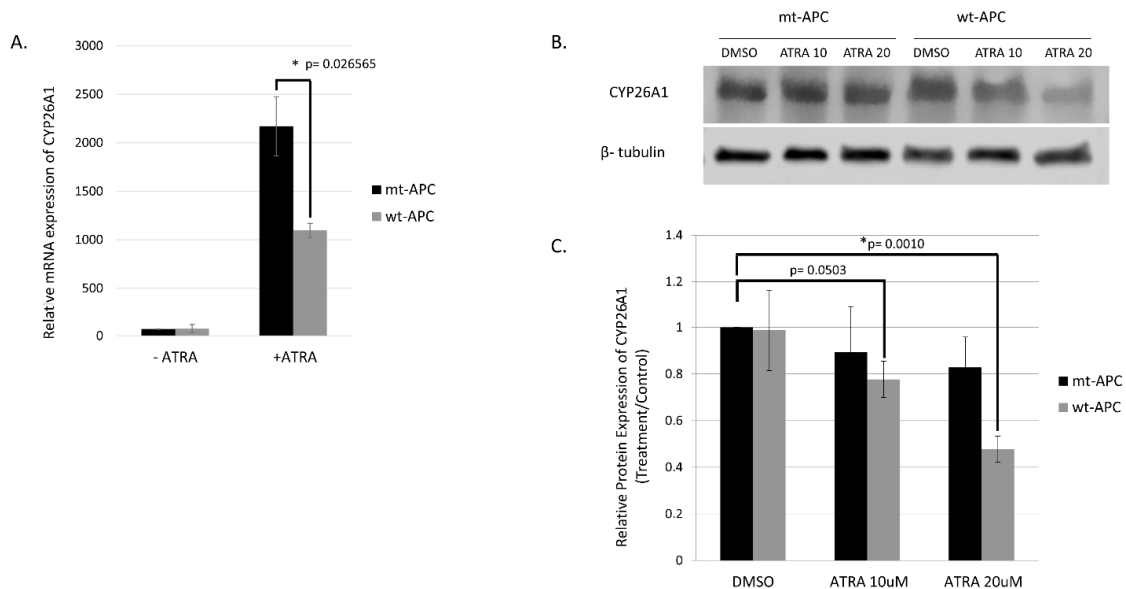 A.
Relative mRNA expression of CYP26A1
3000
2500
2000
1500
1000
500
0
* p= 0.026565
- ATRA
+ATRA
mt-APC
wt-APC
B.
mt-APC
wt-APC
DMSO ATRA 10 ATRA 20 DMSO ATRA 10 ATRA 20
CYP26A1
β- tubulin
C.
Relative Protein Expression of CYP26A1
(Treatment/Control)
1.4
1.2
1
0.8
0.6
0.4
0.2
0
*p= 0.0010
p= 0.0503
DMSO
ATRA 10uM
ATRA 20uM
mt-APC
wt-APC